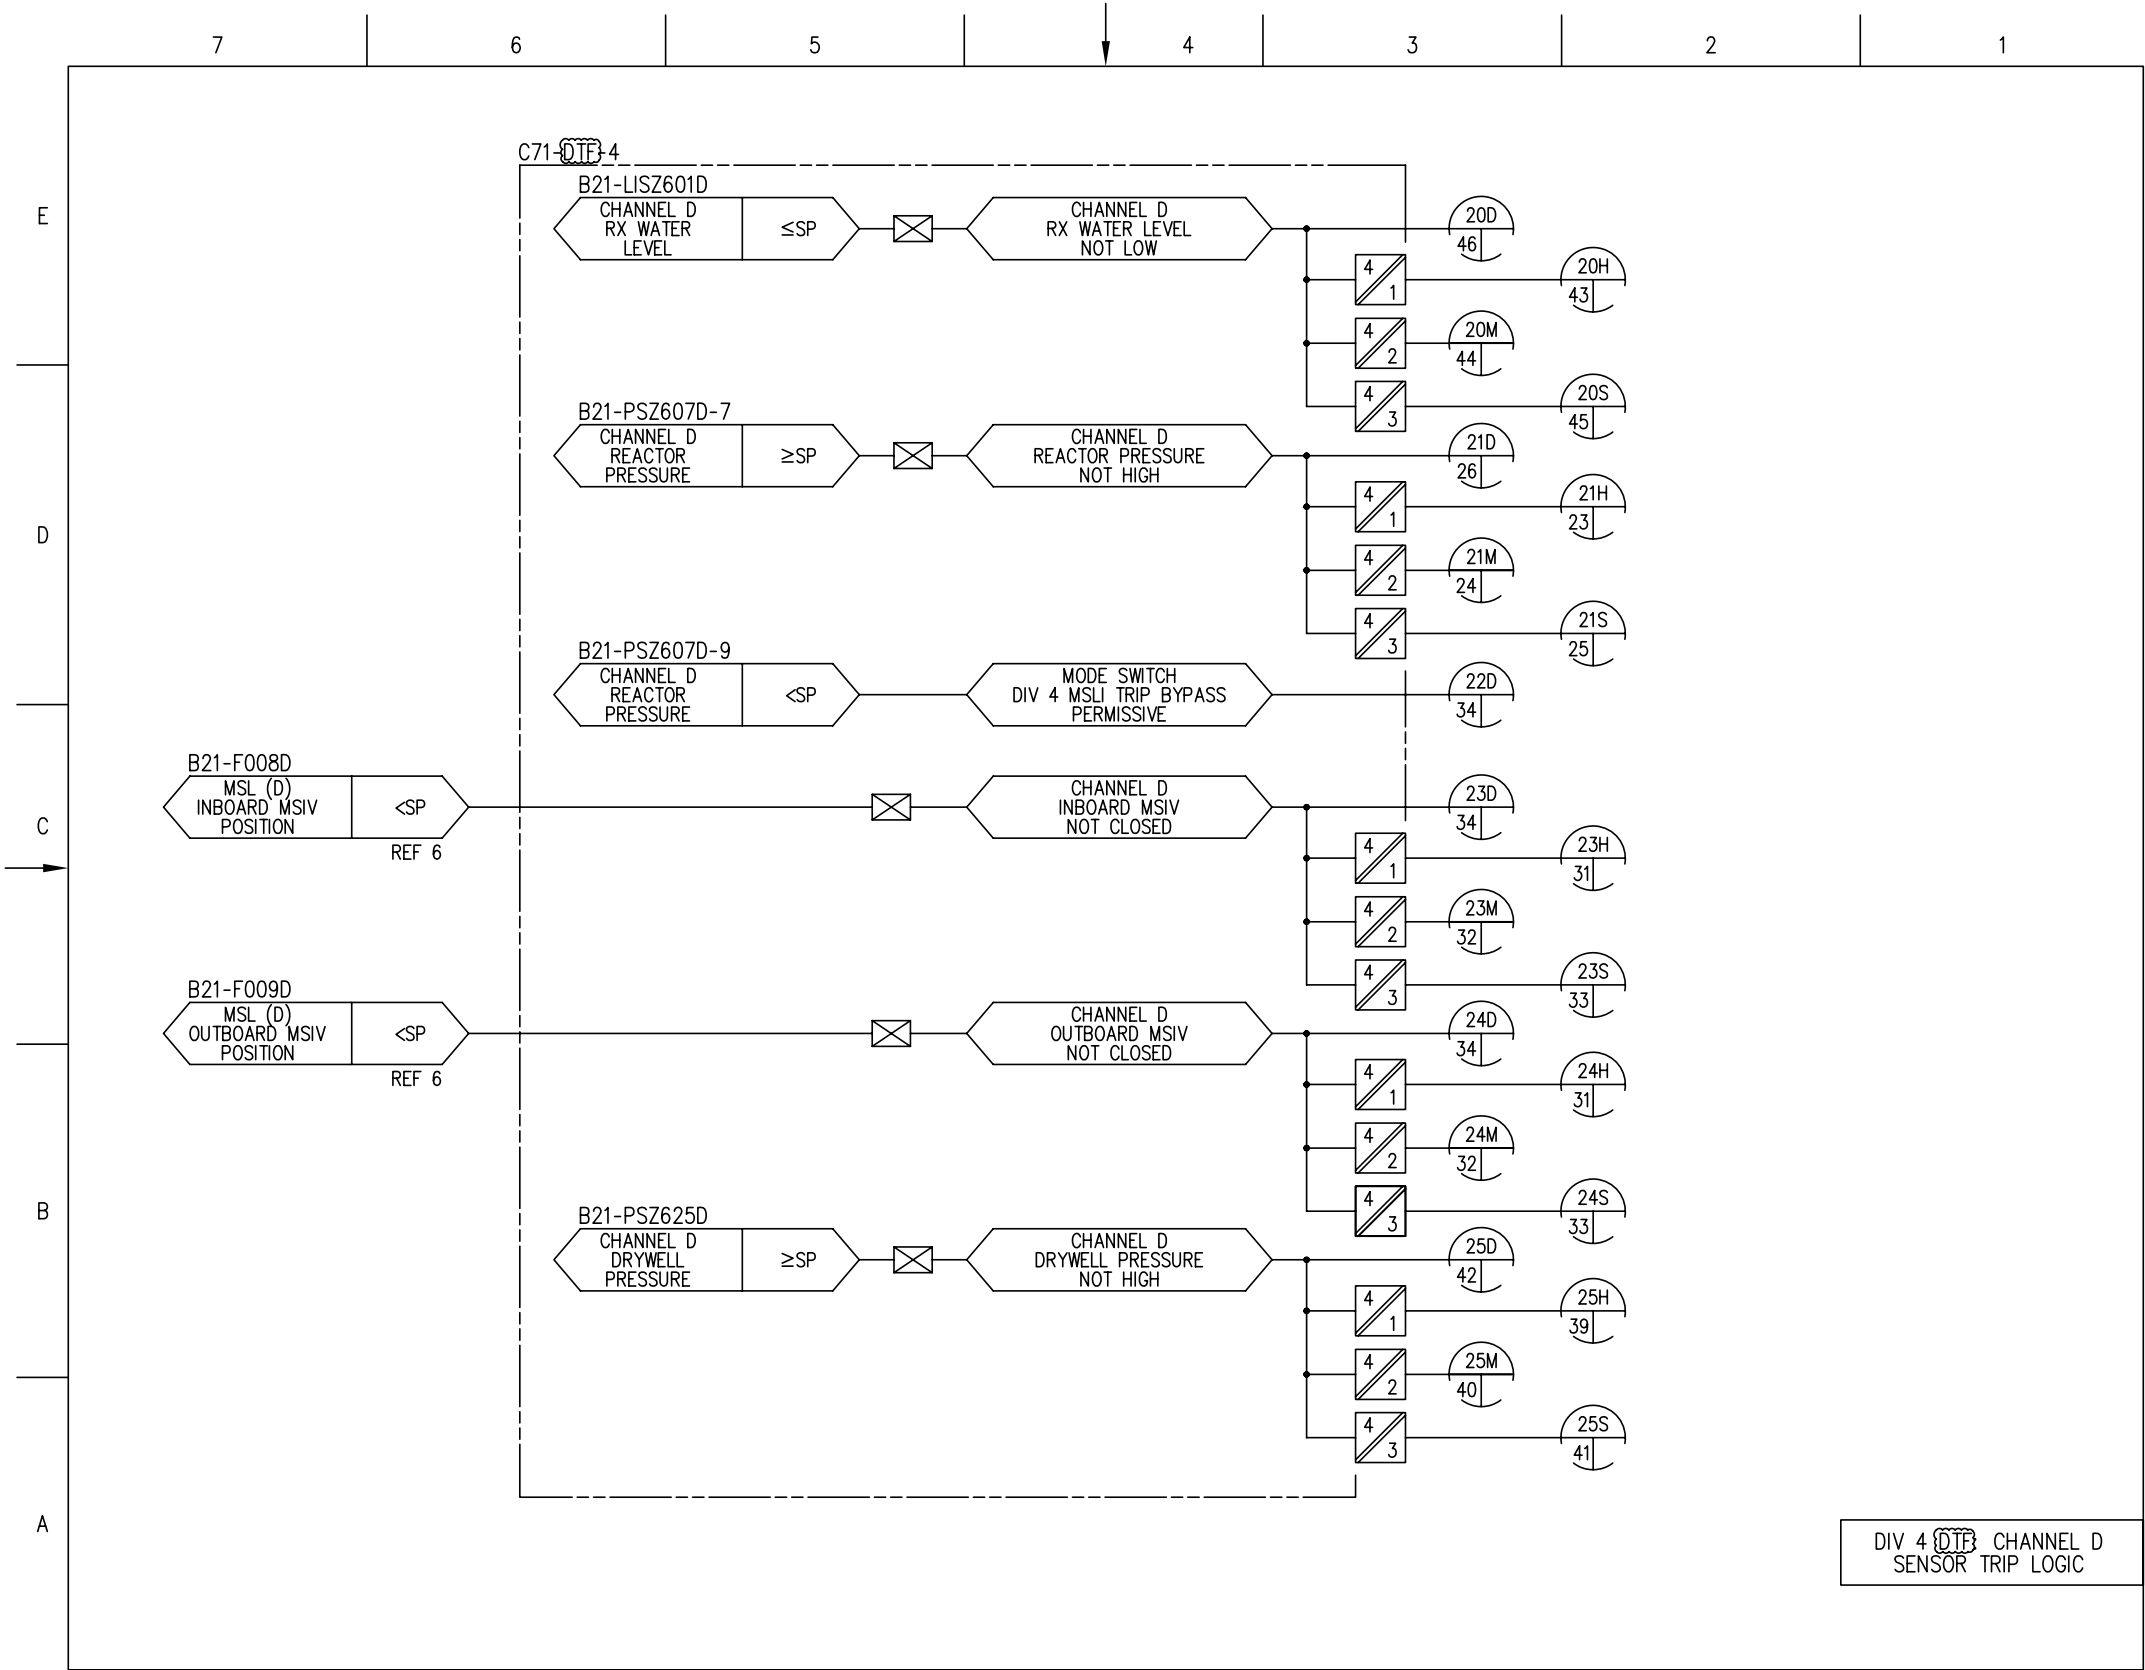 7 6 5 4 3 2 1
C71-DTF-4
B21-LISZ601D
E
CHANNEL D
RX WATER
LEVEL
≤SP
CHANNEL D
RX WATER LEVEL
NOT LOW
20D
46
4
1
20H
43
4
2
20M
44
4
3
20S
45
B21-PSZ607D-7
CHANNEL D
REACTOR
PRESSURE
≥SP
CHANNEL D
REACTOR PRESSURE
NOT HIGH
21D
26
D
4
1
21H
23
4
2
21M
24
4
3
21S
25
B21-PSZ607D-9
CHANNEL D
REACTOR
PRESSURE
<SP
MODE SWITCH
DIV 4 MSLI TRIP BYPASS
PERMISSIVE
22D
34
B21-F008D
MSL (D)
INBOARD MSIV
POSITION
<SP
REF 6
CHANNEL D
INBOARD MSIV
NOT CLOSED
23D
34
C
4
1
23H
31
4
2
23M
32
4
3
23S
33
B21-F009D
MSL (D)
OUTBOARD MSIV
POSITION
<SP
REF 6
CHANNEL D
OUTBOARD MSIV
NOT CLOSED
24D
34
4
1
24H
31
4
2
24M
32
B
4
3
24S
33
B21-PSZ625D
CHANNEL D
DRYWELL
PRESSURE
≥SP
CHANNEL D
DRYWELL PRESSURE
NOT HIGH
25D
42
4
1
25H
39
4
2
25M
40
4
3
25S
41
A
DIV 4 DTF CHANNEL D
SENSOR TRIP LOGIC